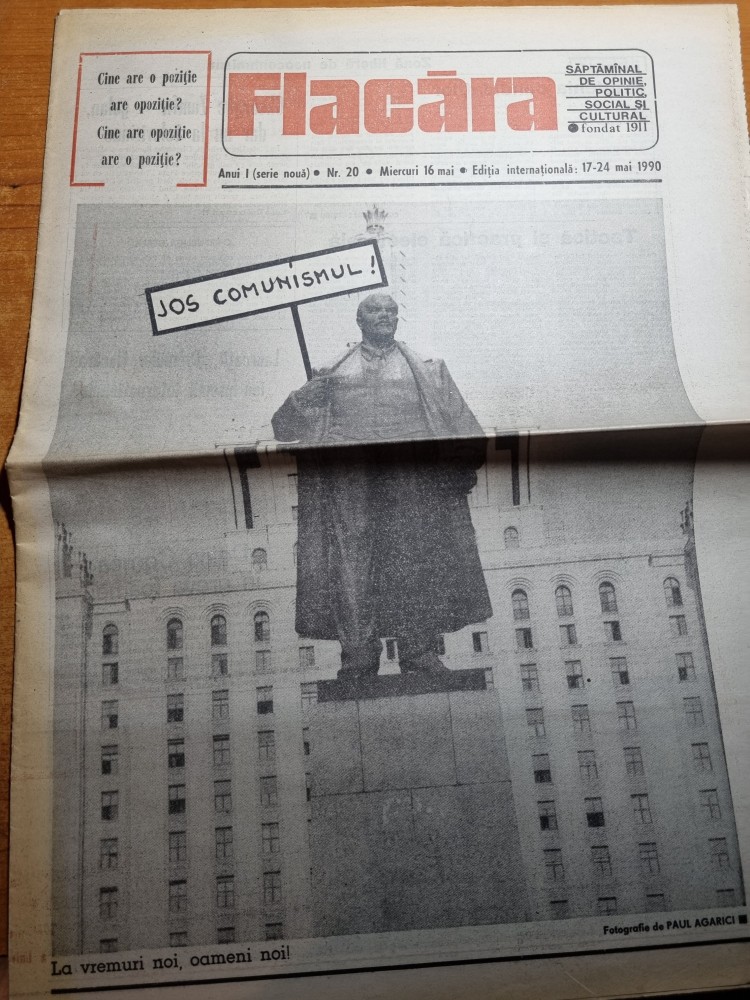 Cine are o poziție
are opoziție?
Cine are opoziție
are o poziție?
Flacăra
SĂPTĂMÎNAL
DE OPINIE,
POLITIC,
SOCIAL ȘI
CULTURAL
● fondat 1911
Anul I (serie nouă) ● Nr. 20 ● Miercuri 16 mai ● Ediția internațională: 17-24 mai 1990
JOS COMUNISMUL!
Fotografie de PAUL AGARICI ■
La vremuri noi, oameni noi!